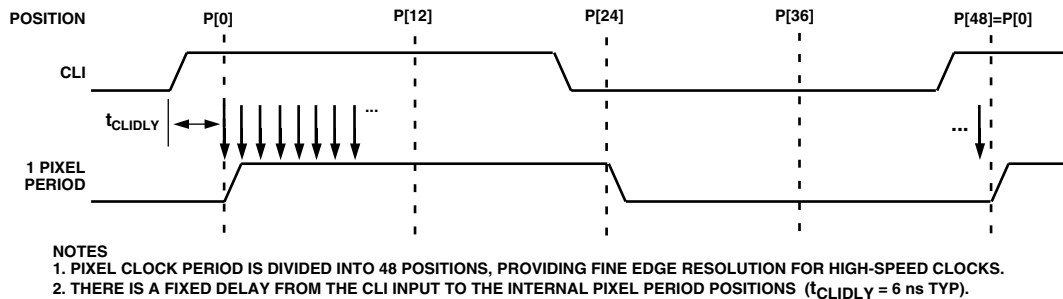 POSITION P[0] P[12] P[24] P[36] P[48]=P[0]
CLI
tCLIDLY
...
...
1 PIXEL
PERIOD
NOTES
1. PIXEL CLOCK PERIOD IS DIVIDED INTO 48 POSITIONS, PROVIDING FINE EDGE RESOLUTION FOR HIGH-SPEED CLOCKS.
2. THERE IS A FIXED DELAY FROM THE CLI INPUT TO THE INTERNAL PIXEL PERIOD POSITIONS (tCLIDLY = 6 ns TYP).